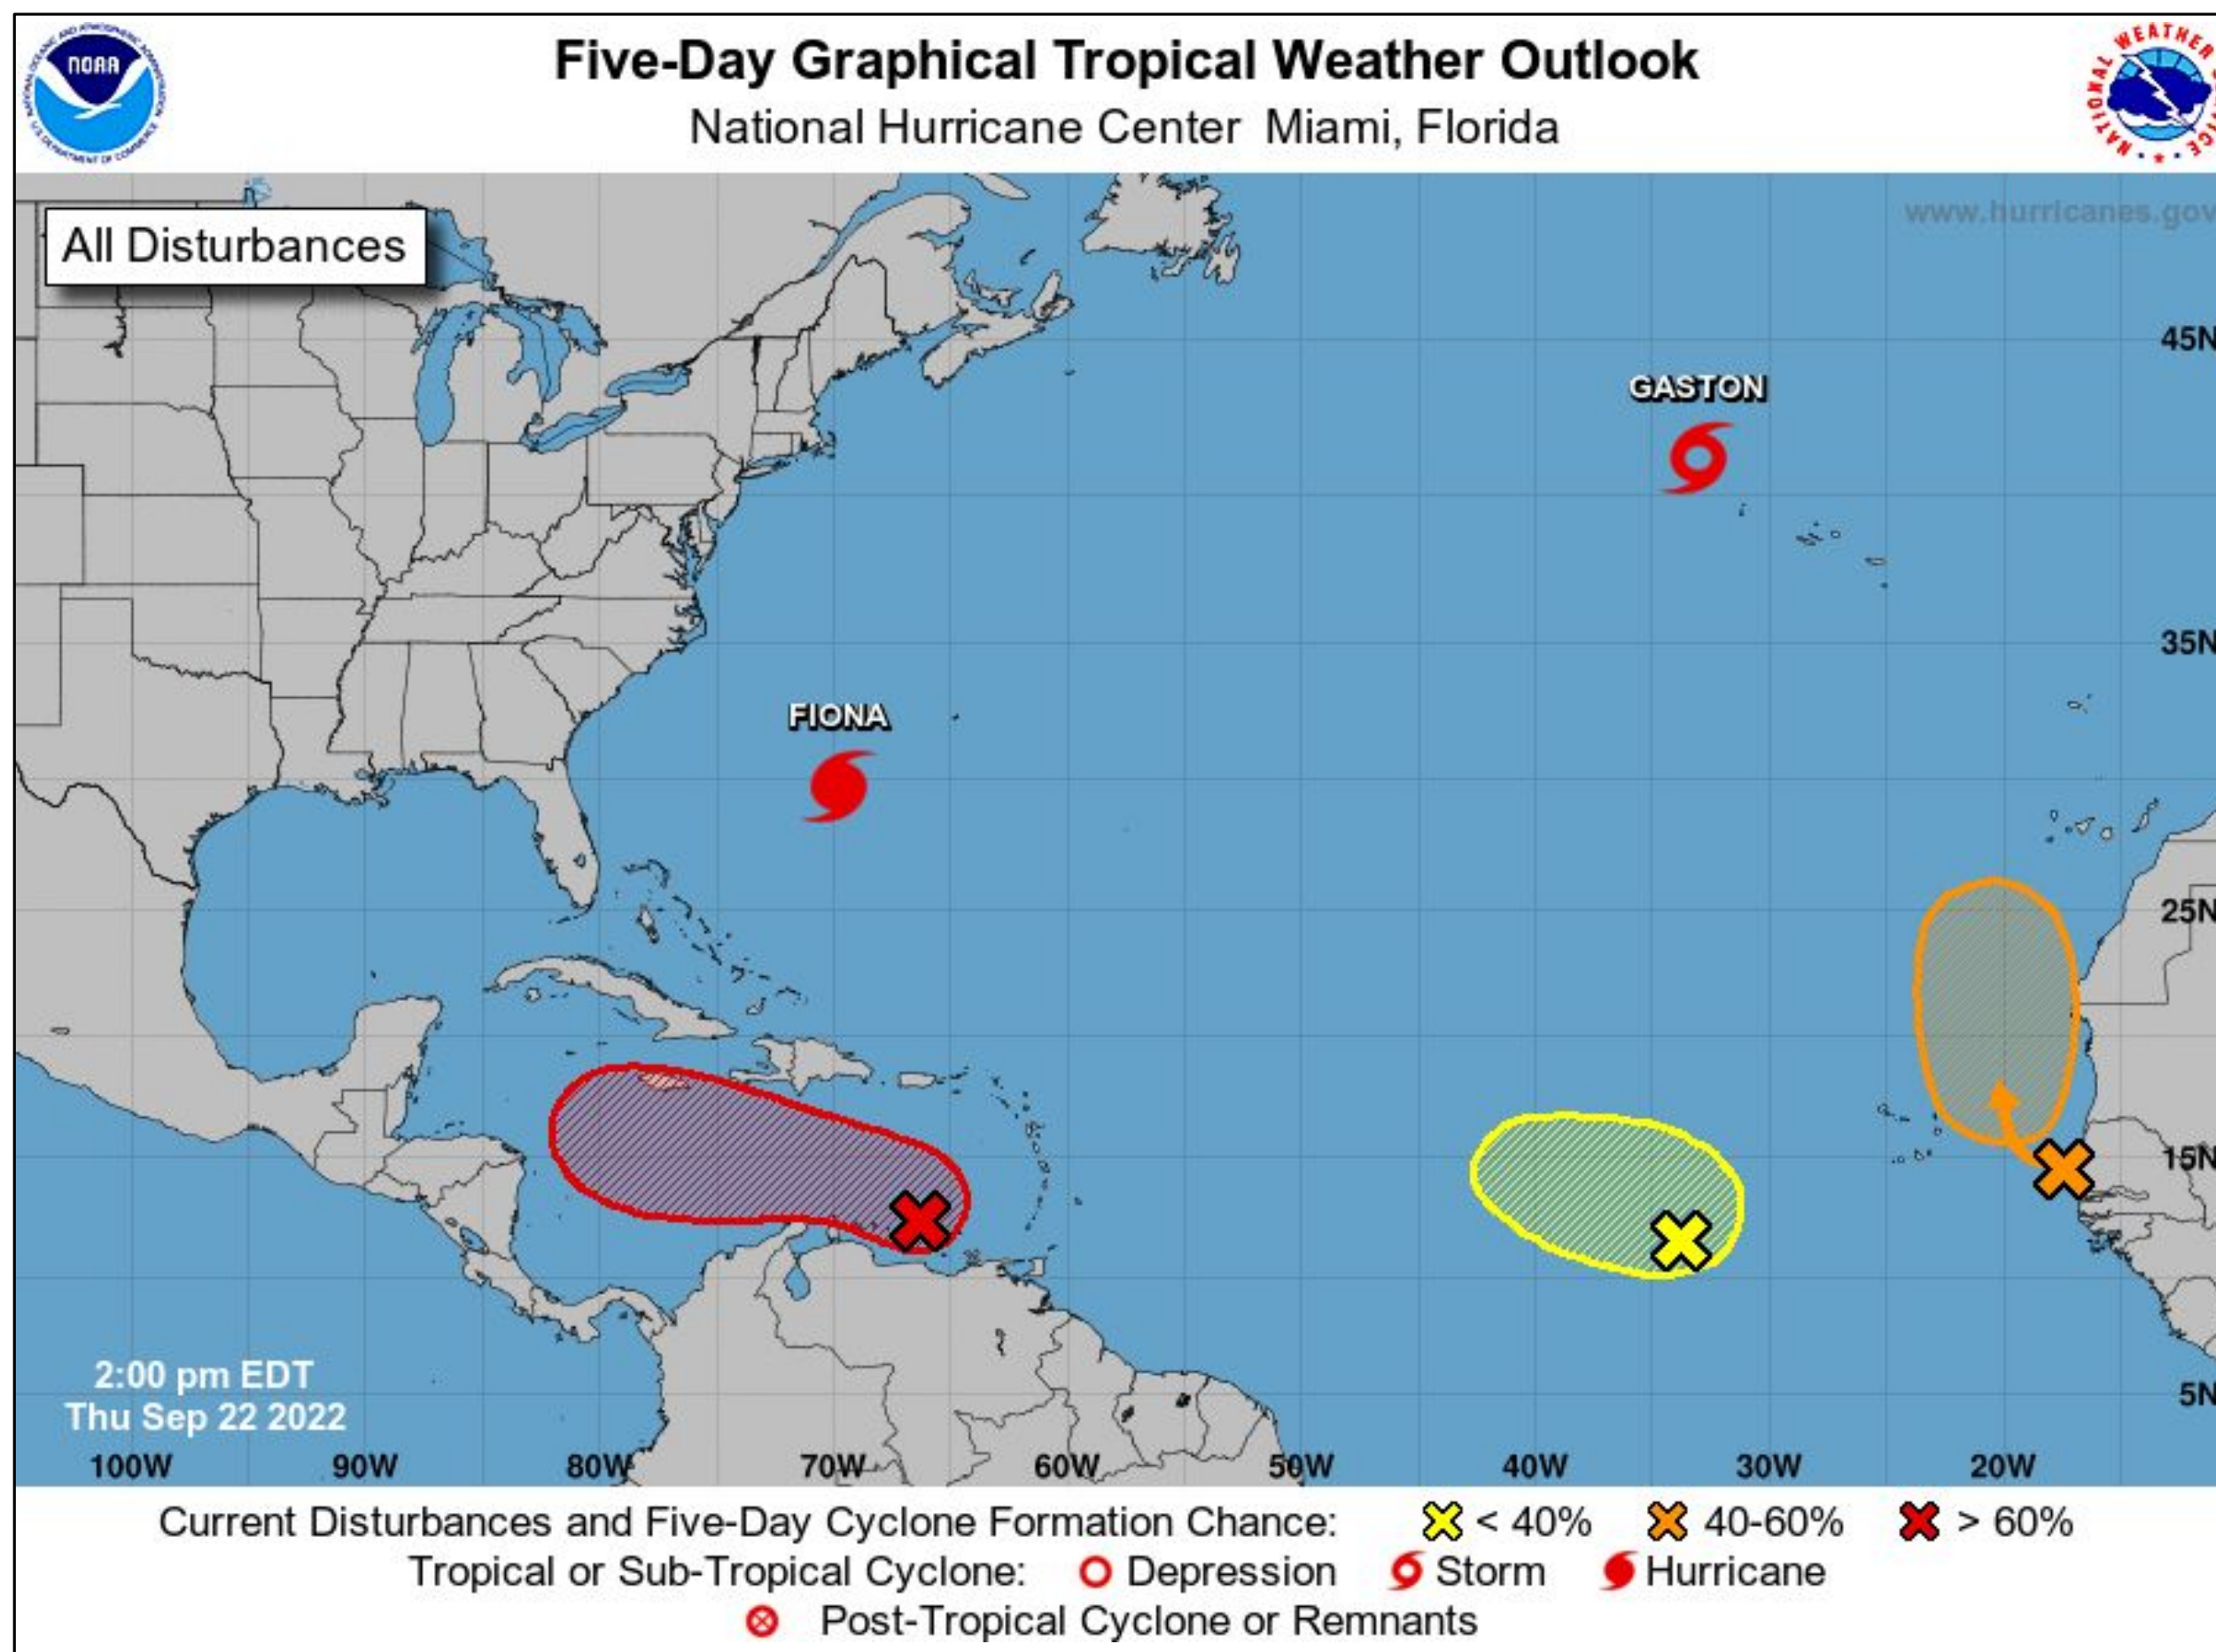 NOAA
Five-Day Graphical Tropical Weather Outlook
National Hurricane Center  Miami, Florida
NATIONAL WEATHER
www.hurricanes.gov
All Disturbances
45N
GASTON
35N
FIONA
25N
15N
2:00 pm EDT
Thu Sep 22 2022
5N
100W 90W 80W 70W 60W 50W 40W 30W 20W
Current Disturbances and Five-Day Cyclone Formation Chance: < 40% 40-60% > 60%
Tropical or Sub-Tropical Cyclone: Depression Storm Hurricane
Post-Tropical Cyclone or Remnants